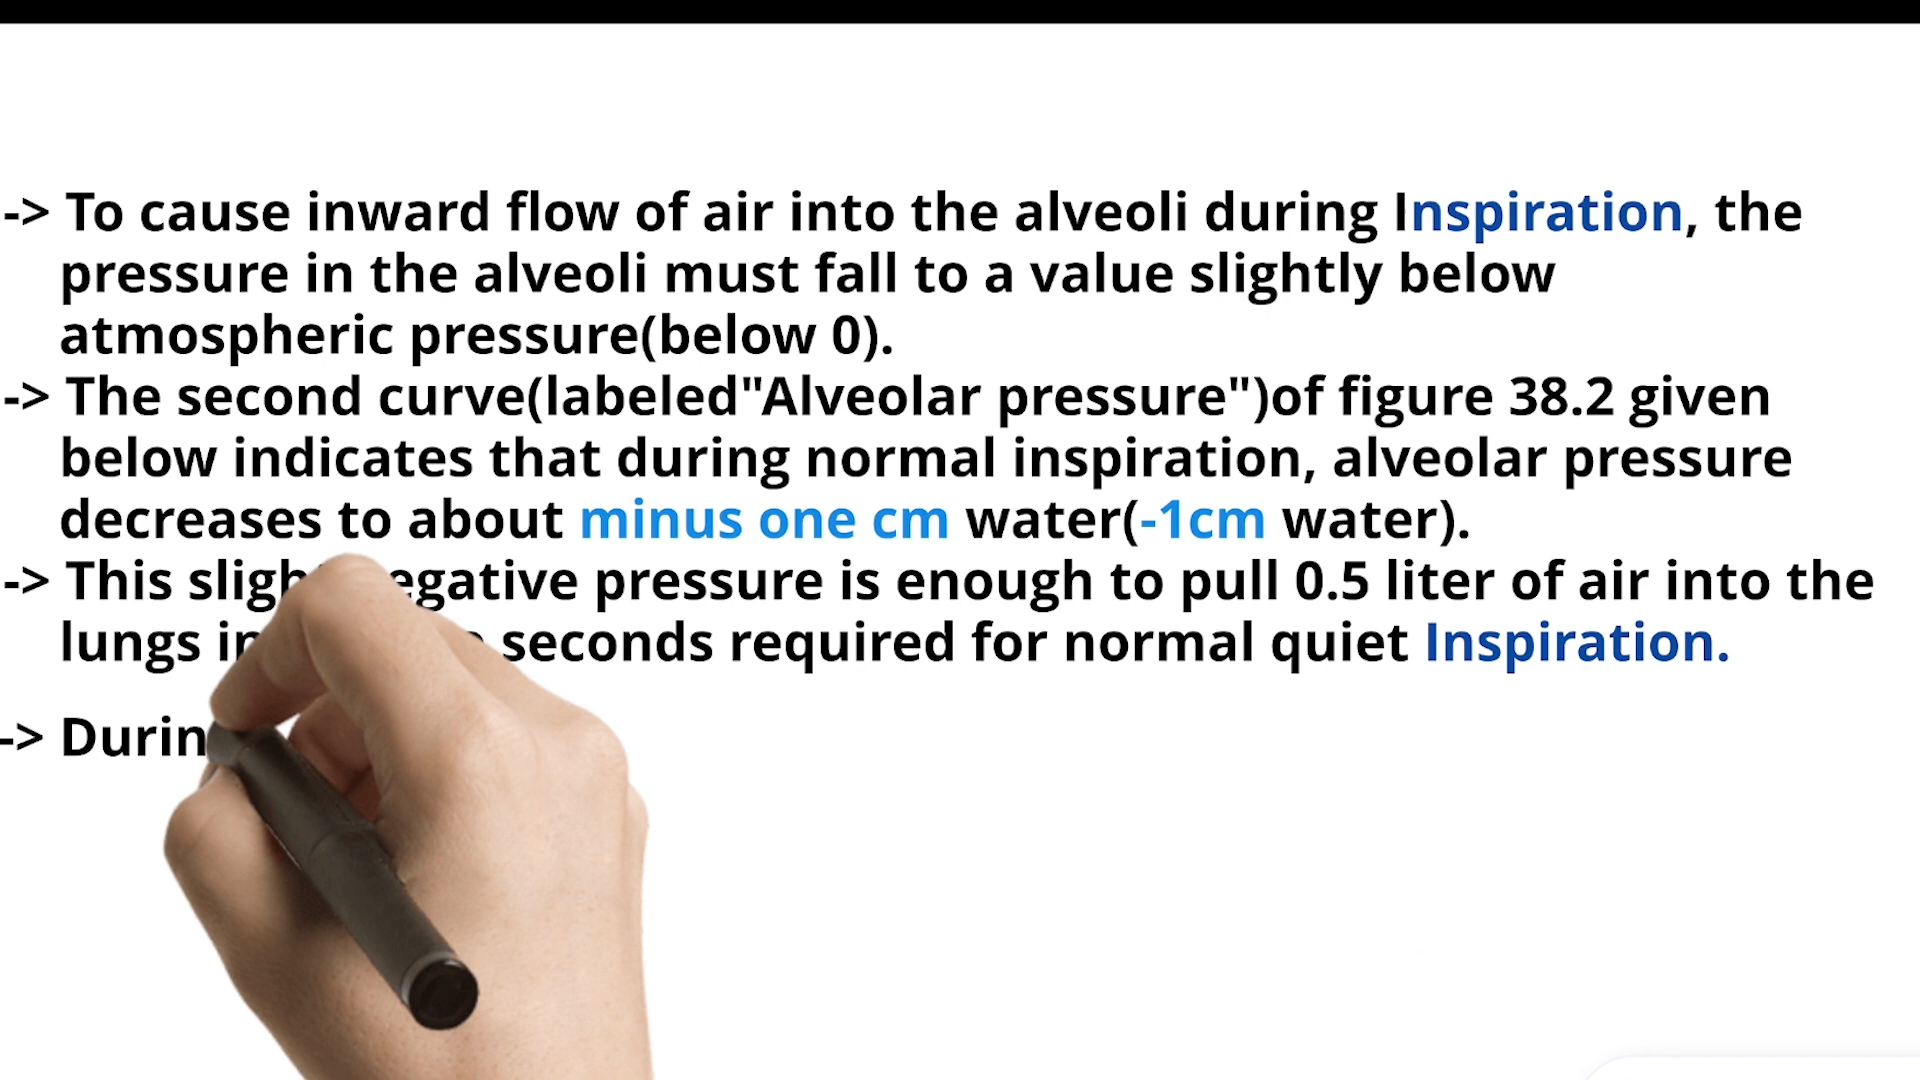 -> To cause inward flow of air into the alveoli during Inspiration, the
pressure in the alveoli must fall to a value slightly below
atmospheric pressure(below 0).
-> The second curve(labeled"Alveolar pressure")of figure 38.2 given
below indicates that during normal inspiration, alveolar pressure
decreases to about minus one cm water(-1cm water).
-> This pressure is enough to pull 0.5 liter of air into the
lungs seconds required for normal quiet Inspiration.
-> Durin